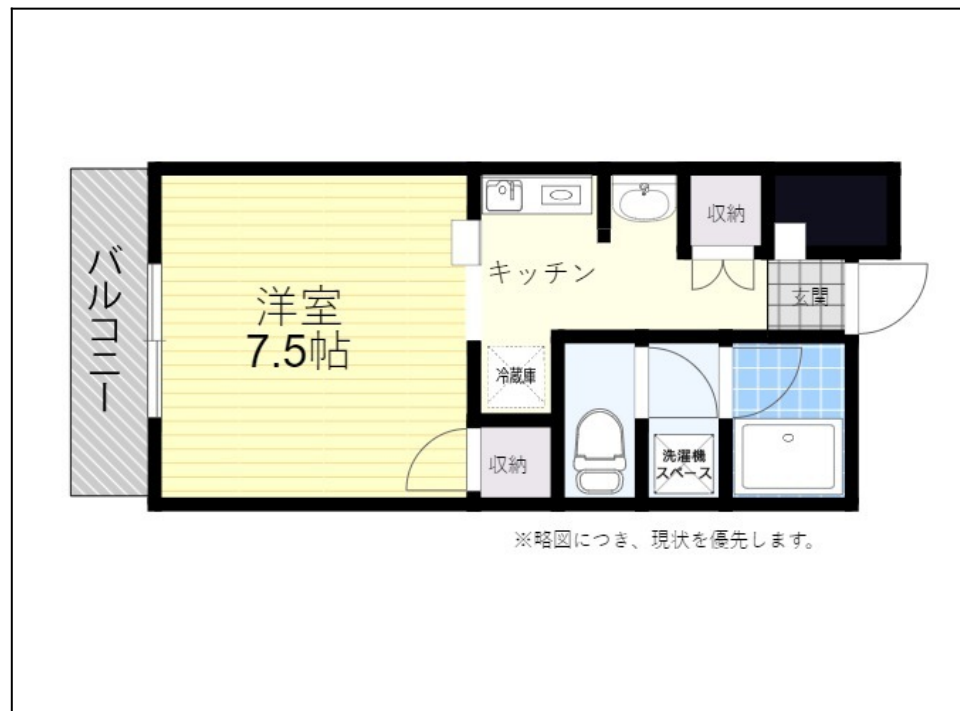 バルコニー
洋室
7.5帖
キッチン
収納
玄関
冷蔵庫
収納
洗濯機
スペース
※略図につき、現状を優先します。